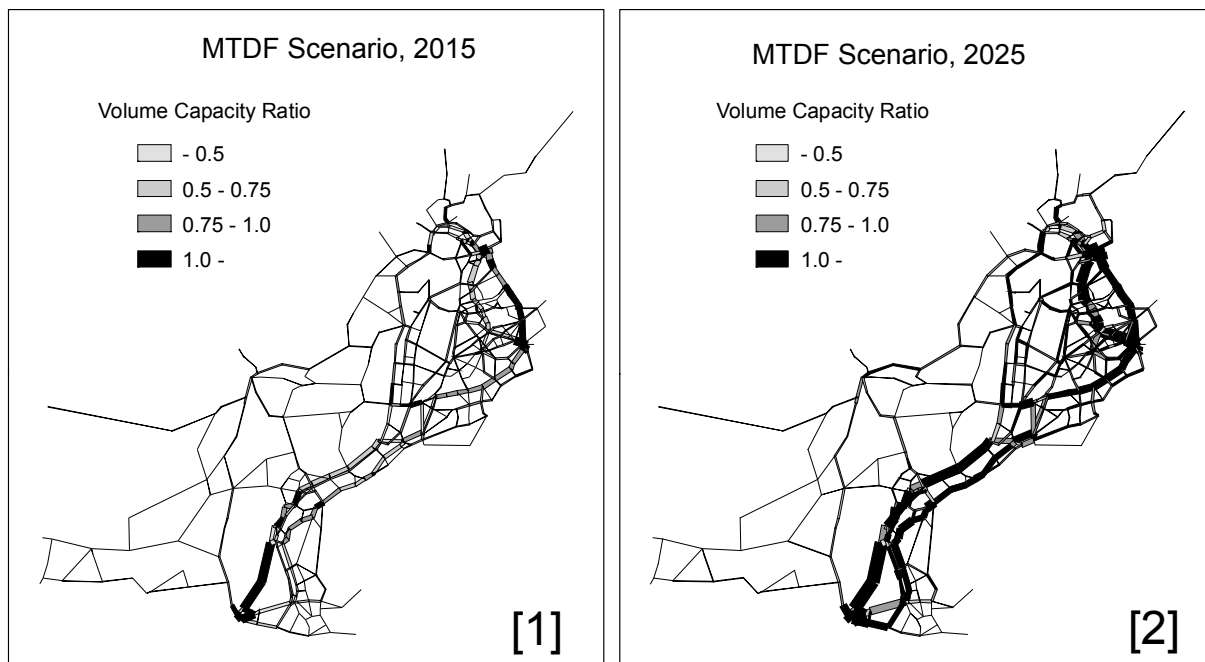 MTDF Scenario, 2015
Volume Capacity Ratio
- 0.5
0.5 - 0.75
0.75 - 1.0
1.0 -
[1]
MTDF Scenario, 2025
Volume Capacity Ratio
- 0.5
0.5 - 0.75
0.75 - 1.0
1.0 -
[2]